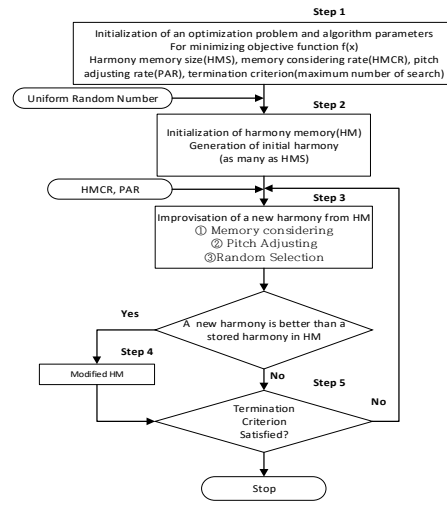 Step 1
Initialization of an optimization problem and algorithm parameters
For minimizing objective function f(x)
Harmony memory size(HMS), memory considering rate(HMCR), pitch
adjusting rate(PAR), termination criterion(maximum number of search)
Uniform Random Number
Step 2
Initialization of harmony memory(HM)
Generation of initial harmony
(as many as HMS)
HMCR, PAR
Step 3
Improvisation of a new harmony from HM
① Memory considering
② Pitch Adjusting
③Random Selection
Yes
A new harmony is better than a
stored harmony in HM
Step 4
Modified HM
No
Step 5
No
Termination
Criterion
Satisfied?
Stop